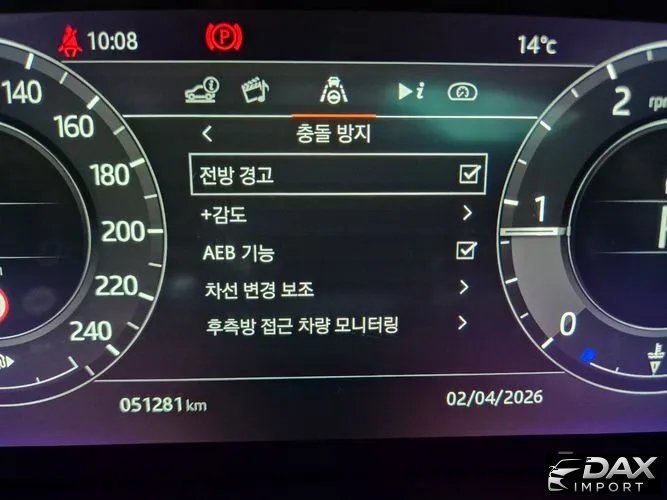 10:08
P
14°c
i
i
충돌 방지
전방 경고
+감도
AEB 기능
차선 변경 보조
후측방 접근 차량 모니터링
140
160
180
200
220
240
2
rpm
1
0
051281 km
02/04/2026
DAX
IMPORT